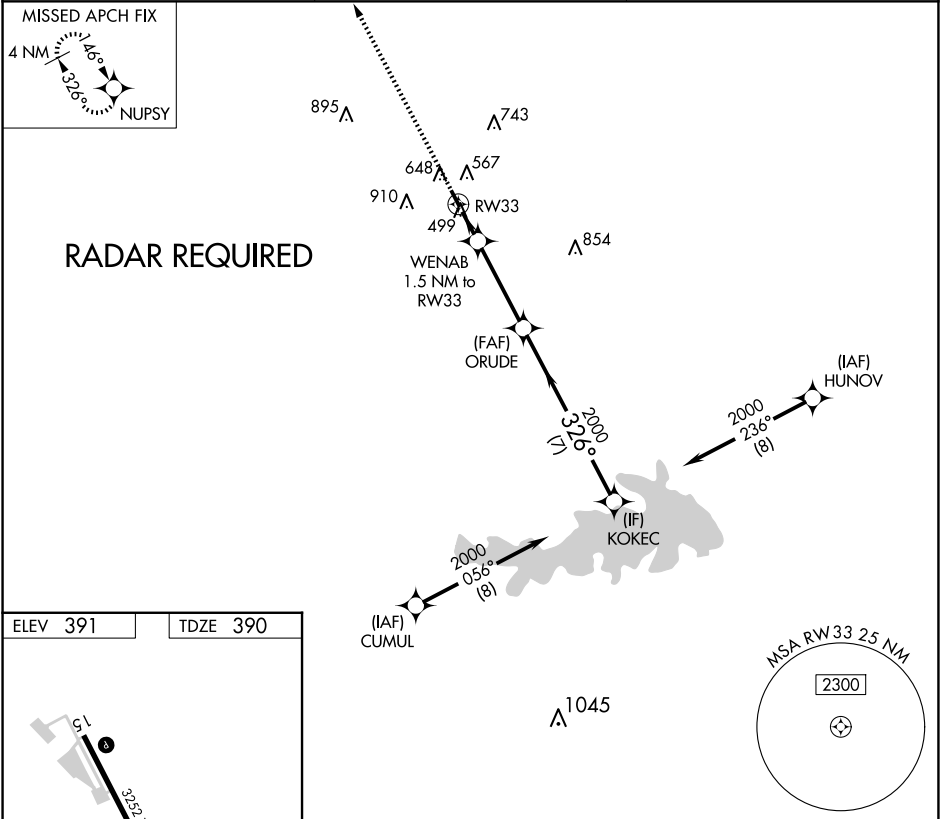 MISSED APCH FIX
4 NM
146°
326°
NUPSY
895
743
648
567
910
RW33
499
RADAR REQUIRED
WENAB
1.5 NM to
RW33
854
(FAF)
ORUDE
(IAF)
HUNOV
2000
236°
(8)
2000
326°
(7)
(IF)
KOKEC
2000
056°
(8)
(IAF)
CUMUL
ELEV 391
TDZE 390
MSA RW33 25 NM
2300
1045
15
P
3252